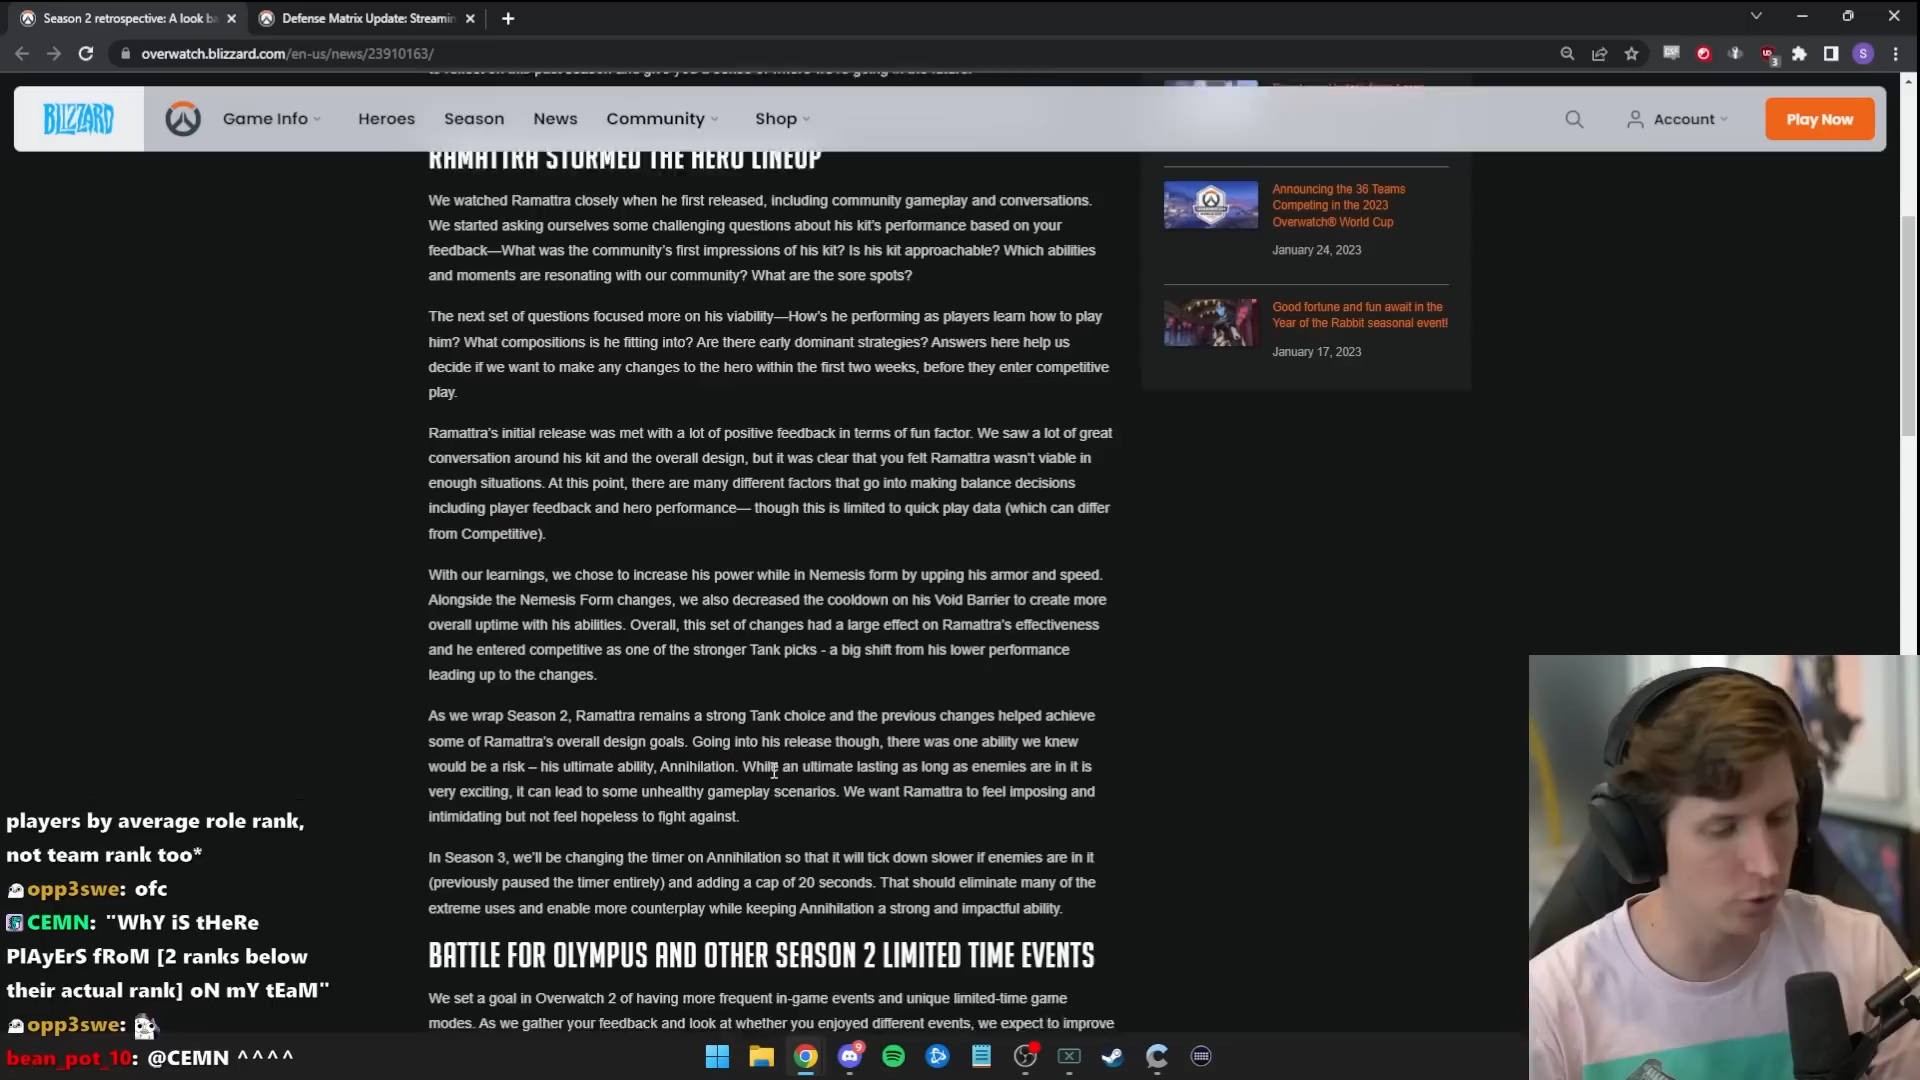 Season 2 retrospective: A look ba
Defense Matrix Update: Streamin
overwatch.blizzard.com/en-us/news/23910163/
S
3
BLIZZARD
Game Info
Heroes
Season
News
Community
Shop
Account
Play Now
RAMATTRA STORMED THE HERO LINEUP
We watched Ramattra closely when he first released, including community gameplay and conversations.
We started asking ourselves some challenging questions about his kit's performance based on your
feedback—What was the community's first impressions of his kit? Is his kit approachable? Which abilities
and moments are resonating with our community? What are the sore spots?
The next set of questions focused more on his viability—How's he performing as players learn how to play
him? What compositions is he fitting into? Are there early dominant strategies? Answers here help us
decide if we want to make any changes to the hero within the first two weeks, before they enter competitive
play.
Ramattra's initial release was met with a lot of positive feedback in terms of fun factor. We saw a lot of great
conversation around his kit and the overall design, but it was clear that you felt Ramattra wasn't viable in
enough situations. At this point, there are many different factors that go into making balance decisions
including player feedback and hero performance— though this is limited to quick play data (which can differ
from Competitive).
With our learnings, we chose to increase his power while in Nemesis form by upping his armor and speed.
Alongside the Nemesis Form changes, we also decreased the cooldown on his Void Barrier to create more
overall uptime with his abilities. Overall, this set of changes had a large effect on Ramattra's effectiveness
and he entered competitive as one of the stronger Tank picks - a big shift from his lower performance
leading up to the changes.
As we wrap Season 2, Ramattra remains a strong Tank choice and the previous changes helped achieve
some of Ramattra's overall design goals. Going into his release though, there was one ability we knew
would be a risk – his ultimate ability, Annihilation. While an ultimate lasting as long as enemies are in it is
very exciting, it can lead to some unhealthy gameplay scenarios. We want Ramattra to feel imposing and
intimidating but not feel hopeless to fight against.
In Season 3, we'll be changing the timer on Annihilation so that it will tick down slower if enemies are in it
(previously paused the timer entirely) and adding a cap of 20 seconds. That should eliminate many of the
extreme uses and enable more counterplay while keeping Annihilation a strong and impactful ability.
BATTLE FOR OLYMPUS AND OTHER SEASON 2 LIMITED TIME EVENTS
We set a goal in Overwatch 2 of having more frequent in-game events and unique limited-time game
modes. As we gather your feedback and look at whether you enjoyed different events, we expect to improve
Announcing the 36 Teams
Competing in the 2023
Overwatch® World Cup
January 24, 2023
Good fortune and fun await in the
Year of the Rabbit seasonal event!
January 17, 2023
players by average role rank,
not team rank too*
opp3swe: ofc
CEMN: "WhY iS tHeRe
PlAyErS fRoM [2 ranks below
their actual rank] oN mY tEaM"
opp3swe:
bean_pot_10: @CEMN ^^^^
9